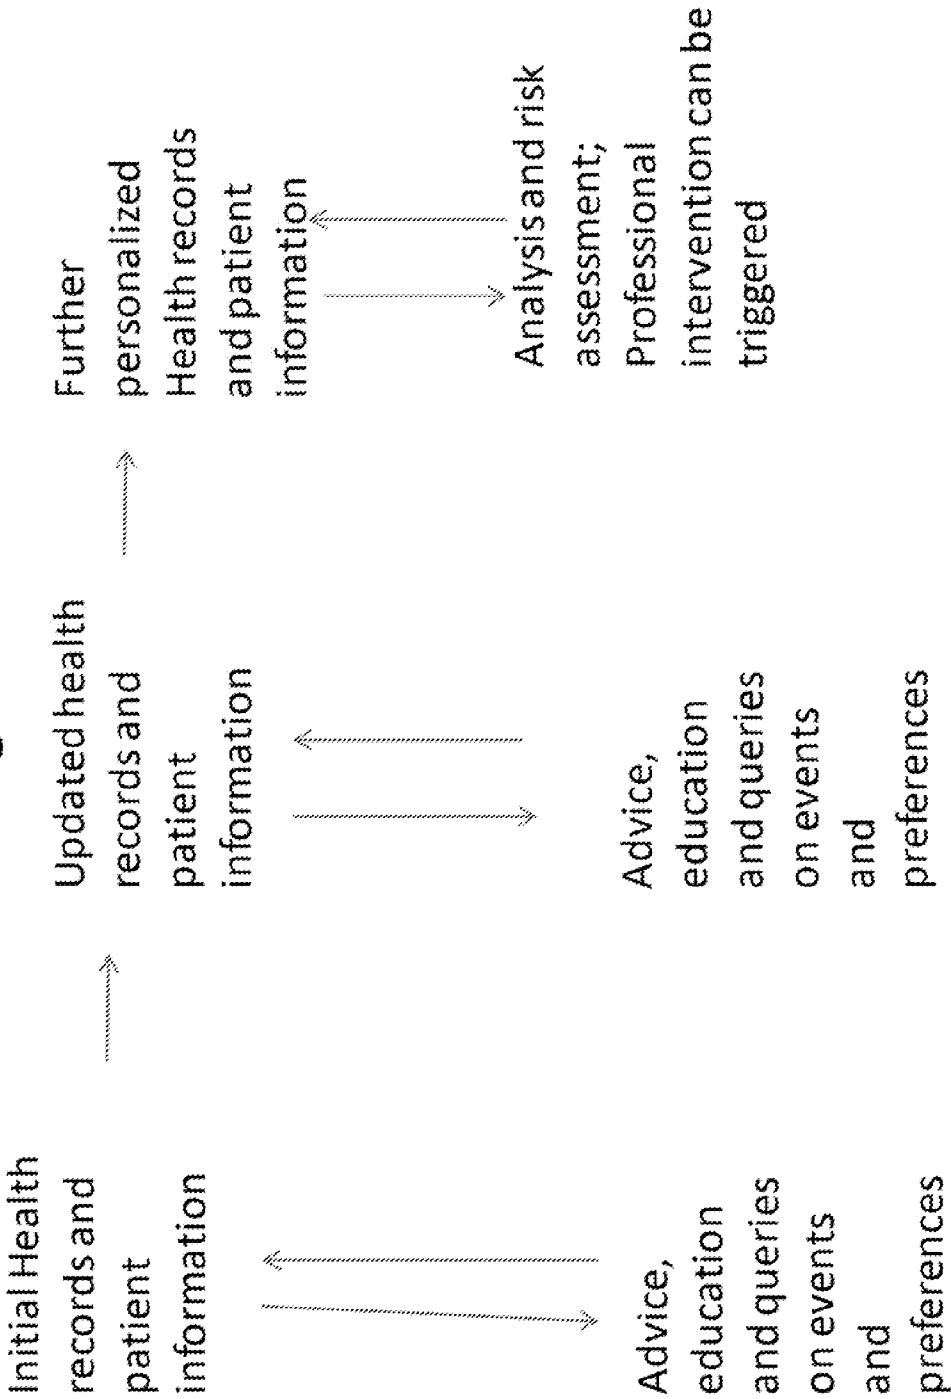 Initial Health
records and
patient
information
Advice,
education
and queries
on events
and
preferences
Updated health
records and
patient
information
Advice,
education
and queries
on events
and
preferences
Further
personalized
Health records
and patient
information
Analysis and risk
assessment;
Professional
intervention can be
triggered